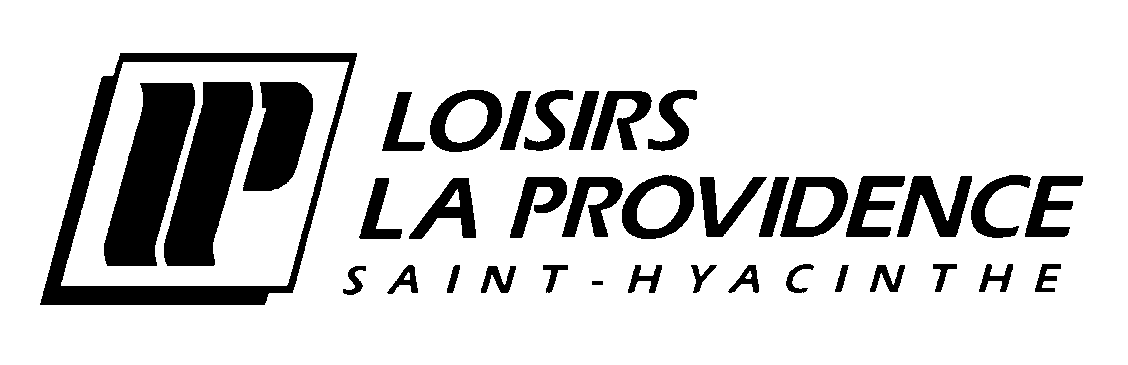 LOISIRS
LA PROVIDENCE
SAINT-HYACINTHE